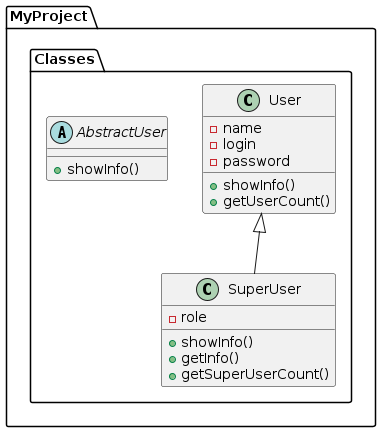 MyProject
Classes
A AbstractUser
showInfo()
C User
name
login
password
showInfo()
getUserCount()
C SuperUser
role
showInfo()
getInfo()
getSuperUserCount()